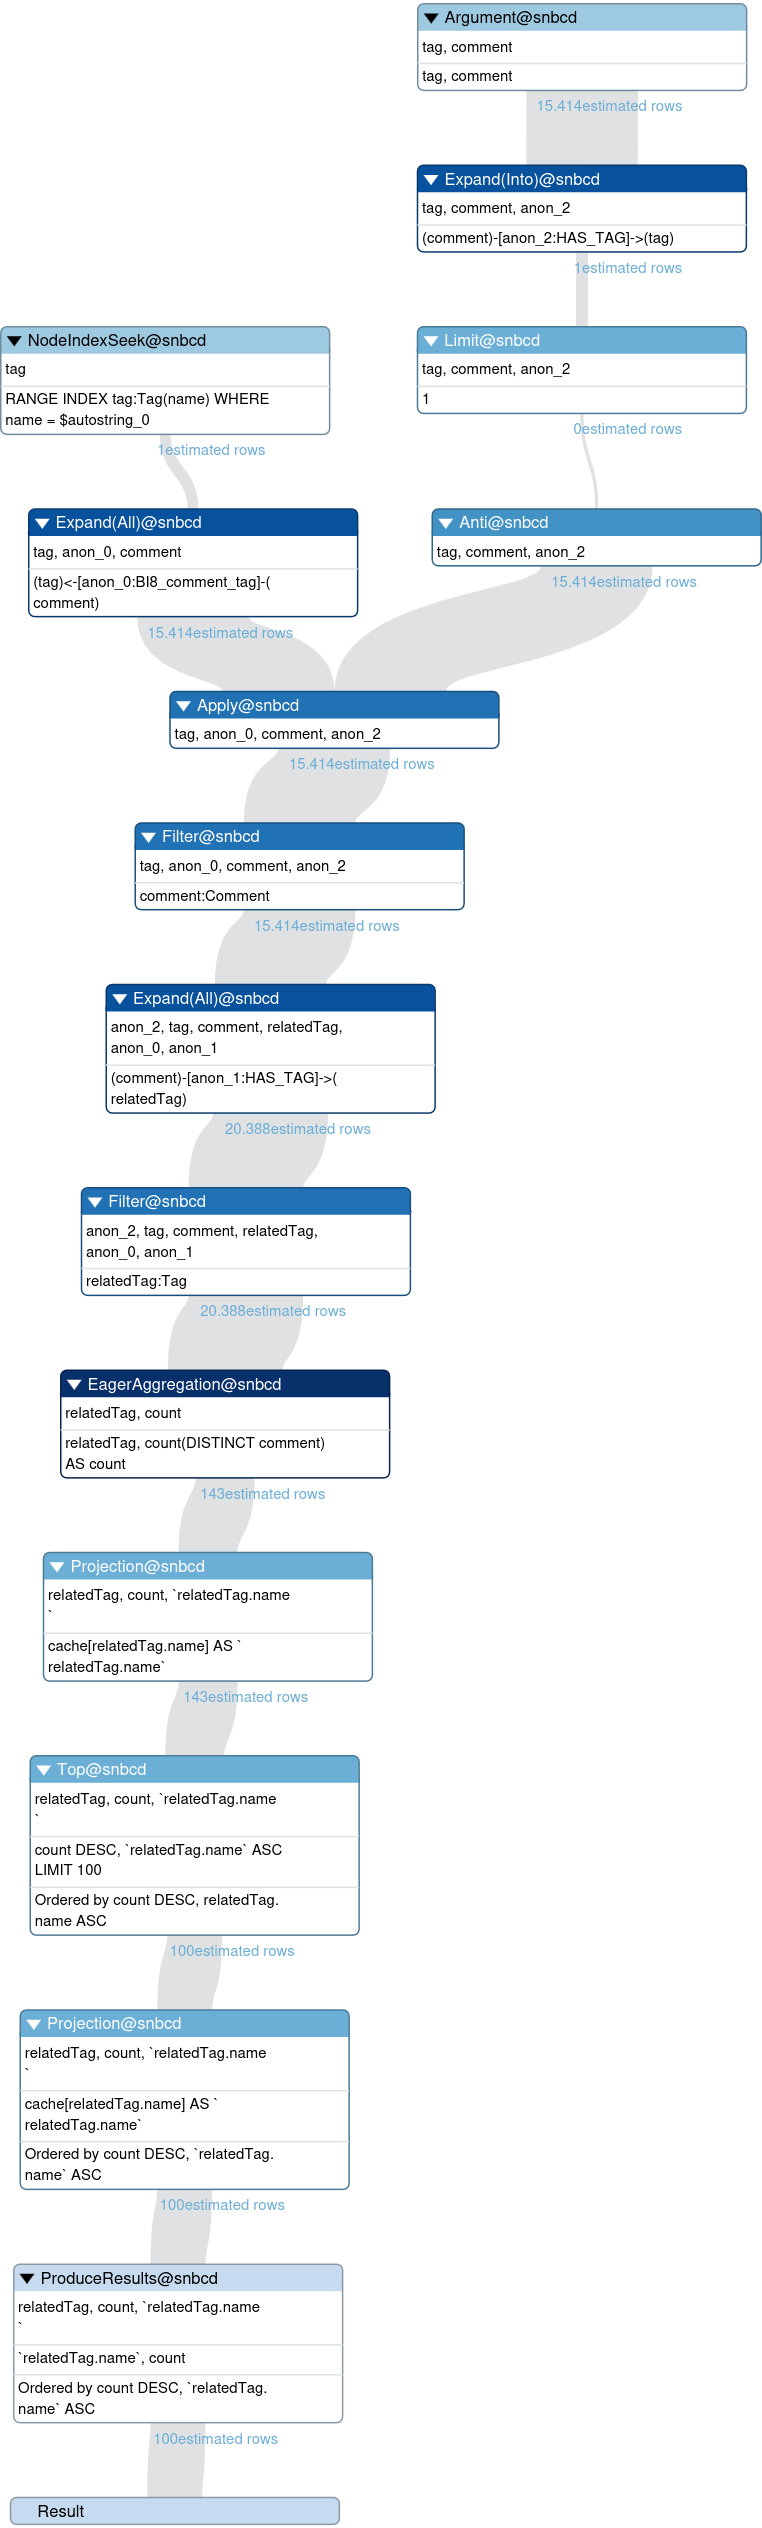 Argument@snbcd
tag, comment
tag, comment
15.414estimated rows
Expand(Into)@snbcd
tag, comment, anon_2
(comment)-[anon_2:HAS_TAG]->(tag)
1estimated rows
NodeIndexSeek@snbcd
tag
RANGE INDEX tag:Tag(name) WHERE
name = $autostring_0
1estimated rows
Limit@snbcd
tag, comment, anon_2
1
0estimated rows
Expand(All)@snbcd
tag, anon_0, comment
(tag)<-[anon_0:BI8_comment_tag]-(
comment)
15.414estimated rows
Anti@snbcd
tag, comment, anon_2
15.414estimated rows
Apply@snbcd
tag, anon_0, comment, anon_2
15.414estimated rows
Filter@snbcd
tag, anon_0, comment, anon_2
comment:Comment
15.414estimated rows
Expand(All)@snbcd
anon_2, tag, comment, relatedTag,
anon_0, anon_1
(comment)-[anon_1:HAS_TAG]->(
relatedTag)
20.388estimated rows
Filter@snbcd
anon_2, tag, comment, relatedTag,
anon_0, anon_1
relatedTag:Tag
20.388estimated rows
EagerAggregation@snbcd
relatedTag, count
relatedTag, count(DISTINCT comment)
AS count
143estimated rows
Projection@snbcd
relatedTag, count, `relatedTag.name
`
cache[relatedTag.name] AS `
relatedTag.name`
143estimated rows
Top@snbcd
relatedTag, count, `relatedTag.name
`
count DESC, `relatedTag.name` ASC
LIMIT 100
Ordered by count DESC, relatedTag.
name ASC
100estimated rows
Projection@snbcd
relatedTag, count, `relatedTag.name
`
cache[relatedTag.name] AS `
relatedTag.name`
Ordered by count DESC, `relatedTag.
name` ASC
100estimated rows
ProduceResults@snbcd
relatedTag, count, `relatedTag.name
`
`relatedTag.name`, count
Ordered by count DESC, `relatedTag.
name` ASC
100estimated rows
Result